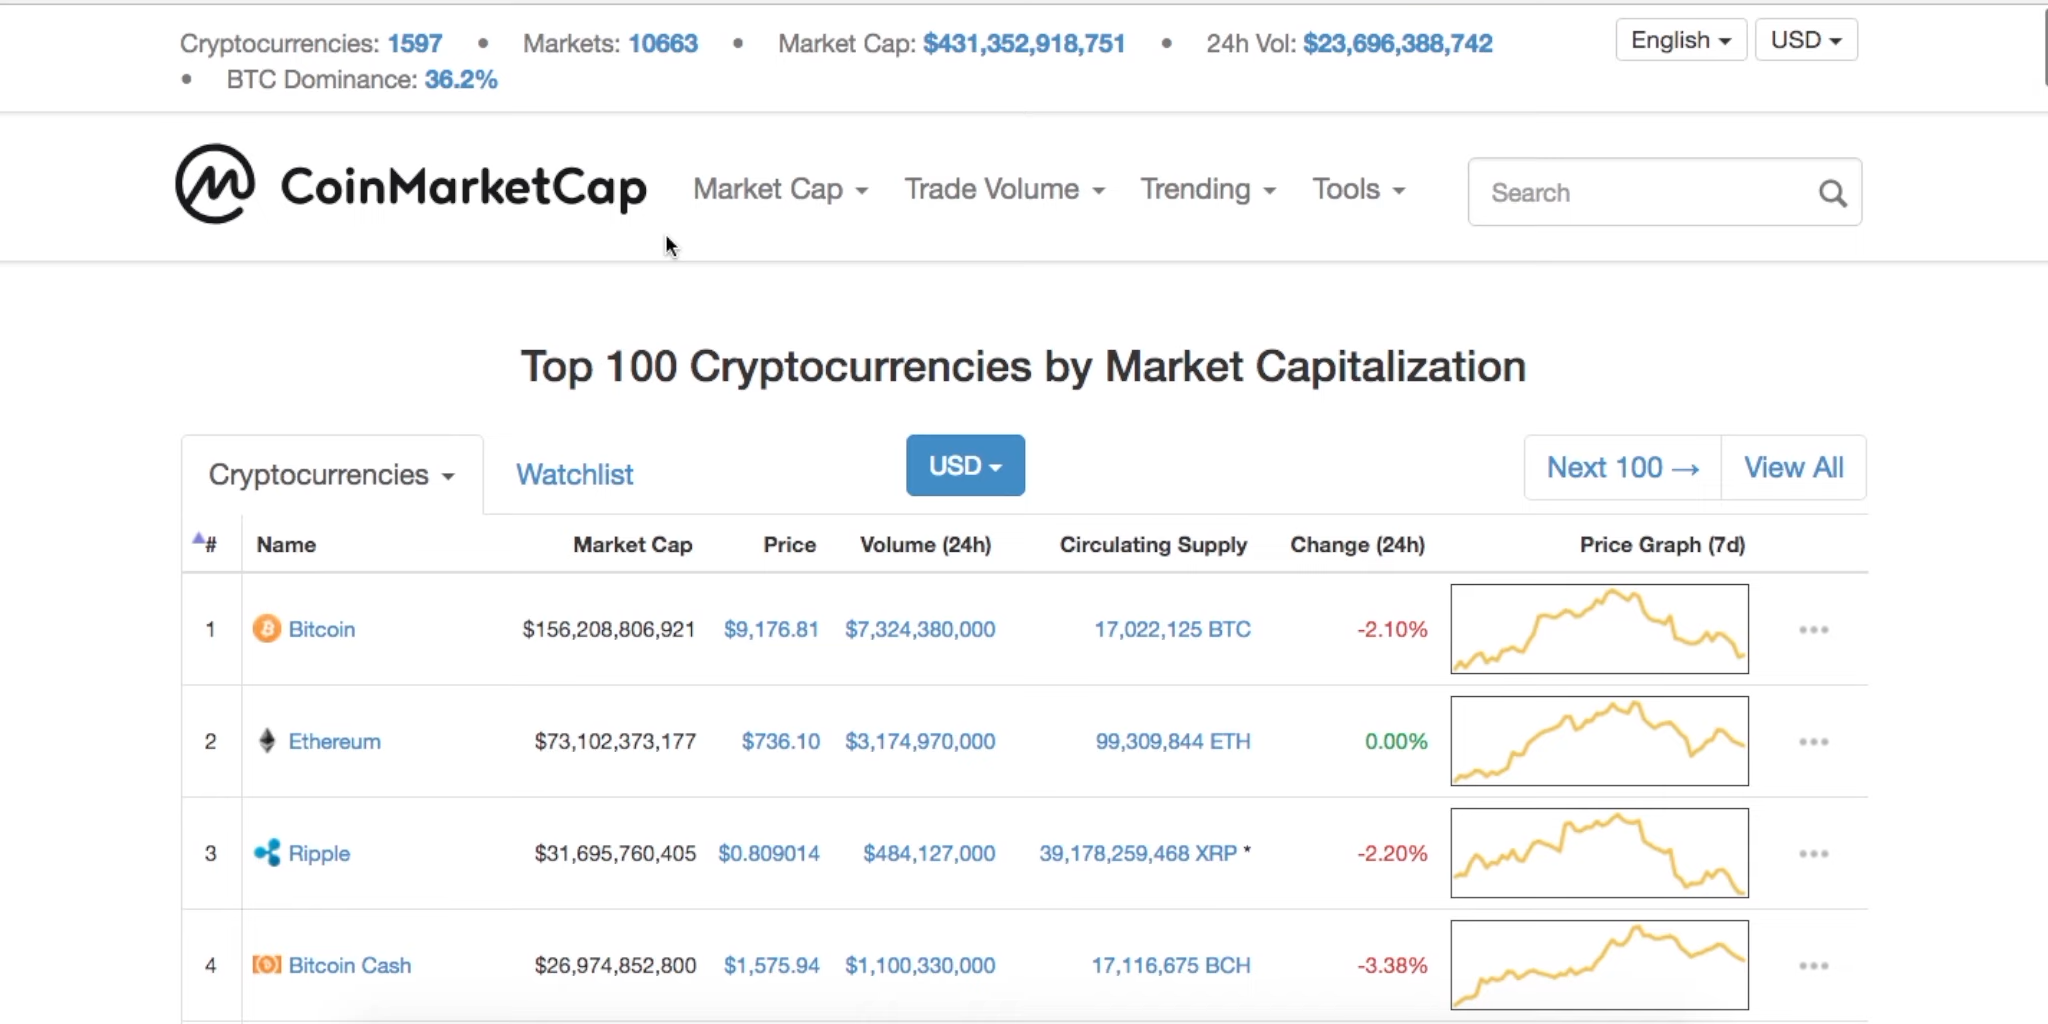 Cryptocurrencies: 1597 • Markets: 10663 • Market Cap: $431,352,918,751 • 24h Vol: $23,696,388,742 English USD
• BTC Dominance: 36.2%
CoinMarketCap Market Cap Trade Volume Trending Tools Search
Top 100 Cryptocurrencies by Market Capitalization
Cryptocurrencies Watchlist USD Next 100 → View All
# Name Market Cap Price Volume (24h) Circulating Supply Change (24h) Price Graph (7d)
1 Bitcoin $156,208,806,921 $9,176.81 $7,324,380,000 17,022,125 BTC -2.10%
2 Ethereum $73,102,373,177 $736.10 $3,174,970,000 99,309,844 ETH 0.00%
3 Ripple $31,695,760,405 $0.809014 $484,127,000 39,178,259,468 XRP * -2.20%
4 Bitcoin Cash $26,974,852,800 $1,575.94 $1,100,330,000 17,116,675 BCH -3.38%